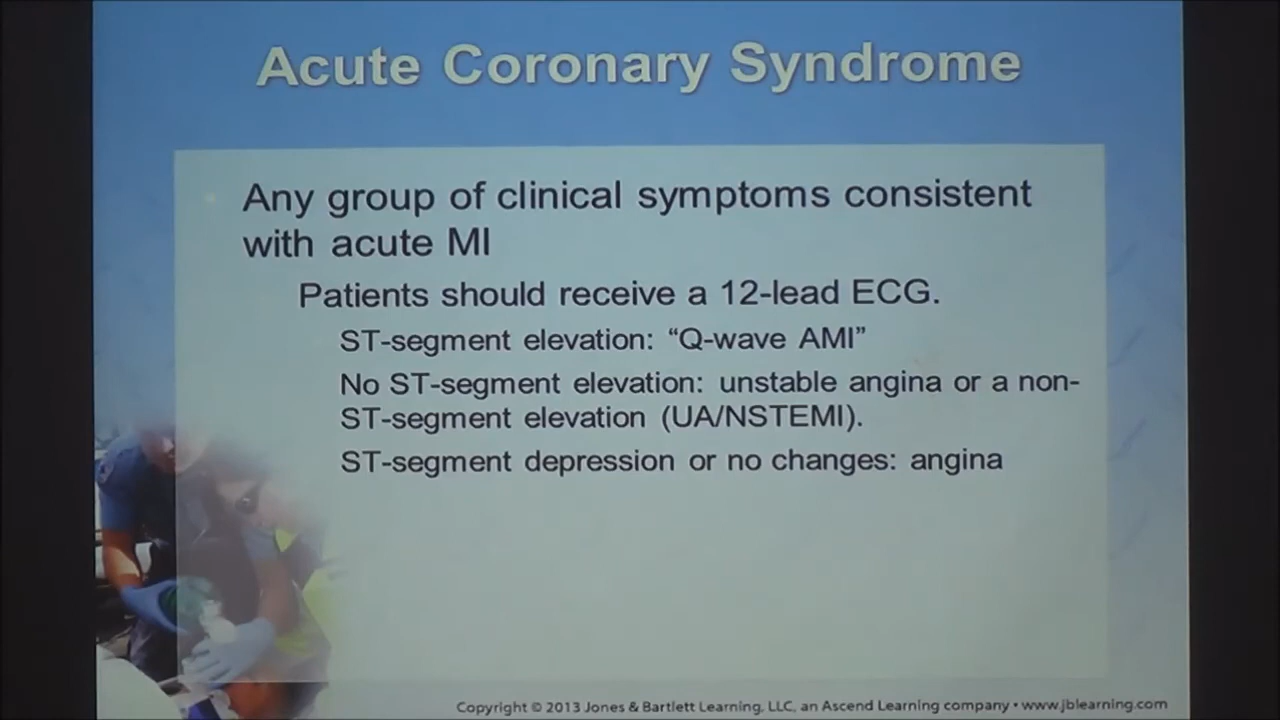 Acute Coronary Syndrome
Any group of clinical symptoms consistent
with acute MI
Patients should receive a 12-lead ECG.
ST-segment elevation: “Q-wave AMI”
No ST-segment elevation: unstable angina or a non-
ST-segment elevation (UA/NSTEMI).
ST-segment depression or no changes: angina
Copyright © 2013 Jones & Bartlett Learning, LLC, an Ascend Learning company • www.jblearning.com